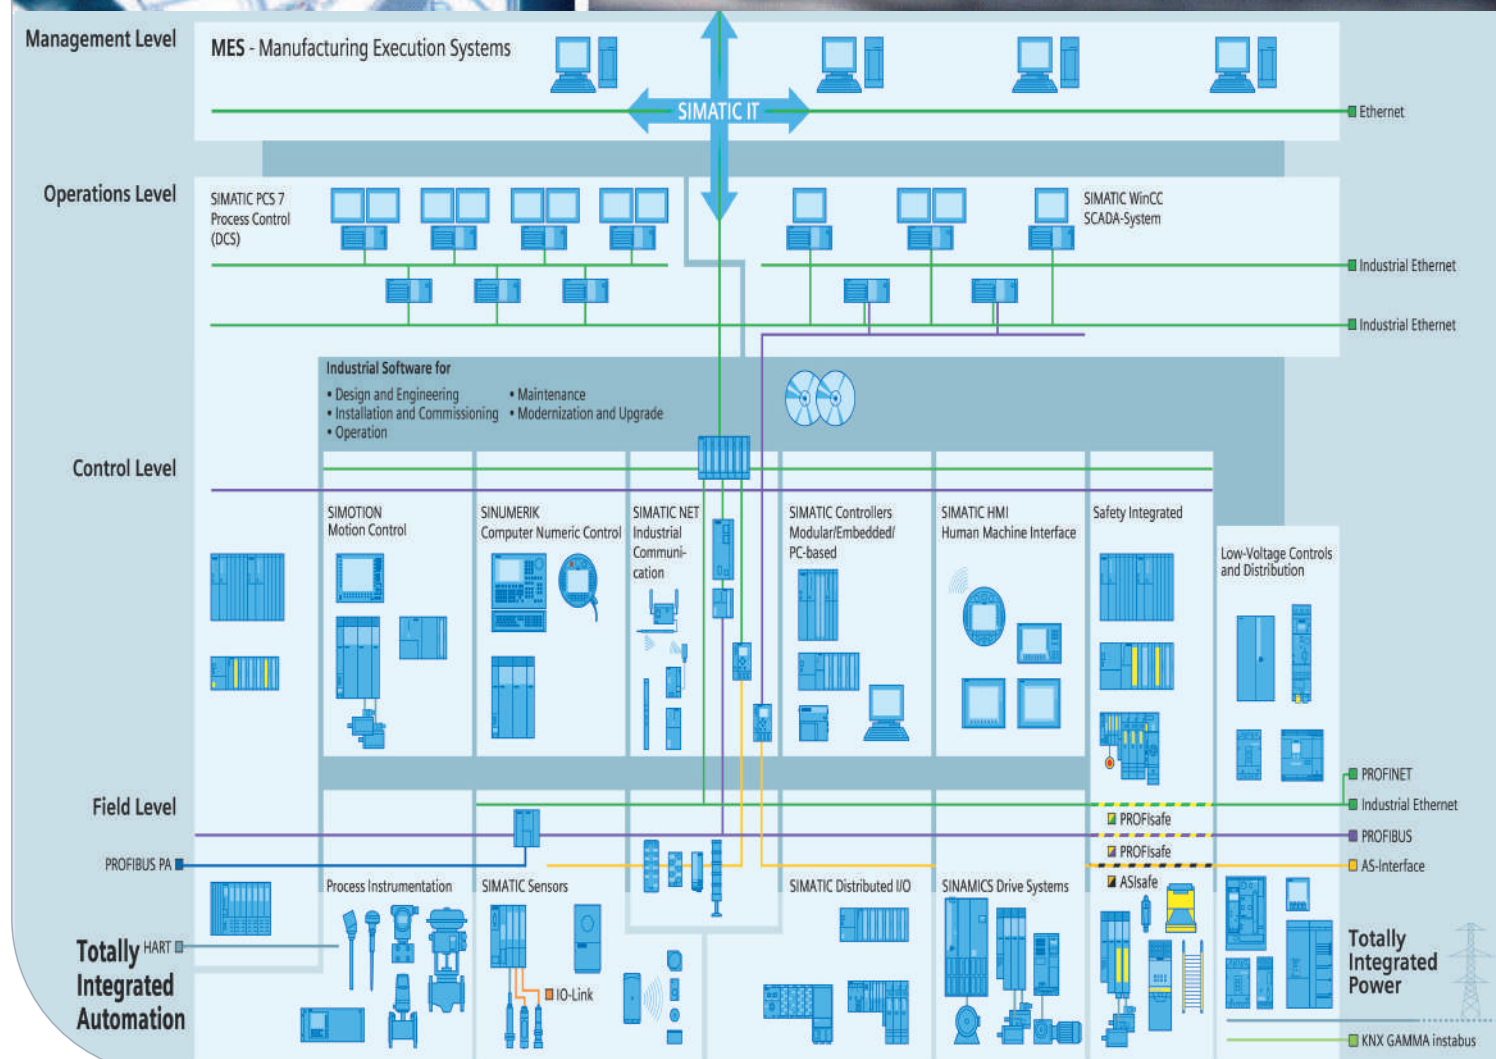 Management Level
MES - Manufacturing Execution Systems
SIMATIC IT
Ethernet
Operations Level
SIMATIC PCS 7
Process Control
(DCS)
SIMATIC WinCC
SCADA-System
Industrial Ethernet
Industrial Ethernet
Industrial Software for
• Design and Engineering
• Installation and Commissioning
• Operation
• Maintenance
• Modernization and Upgrade
Control Level
SIMOTION
Motion Control
SINUMERIK
Computer Numeric Control
SIMATIC NET
Industrial
Communi-
cation
SIMATIC Controllers
Modular/Embedded/
PC-based
SIMATIC HMI
Human Machine Interface
Safety Integrated
Low-Voltage Controls
and Distribution
Field Level
PROFINET
Industrial Ethernet
PROFIsafe
PROFIBUS
PROFIsafe
AS-Interface
ASIsafe
PROFIBUS PA
Process Instrumentation
SIMATIC Sensors
SIMATIC Distributed I/O
SINAMICS Drive Systems
HART
IO-Link
Totally
Integrated
Automation
Totally
Integrated
Power
KNX GAMMA instabus